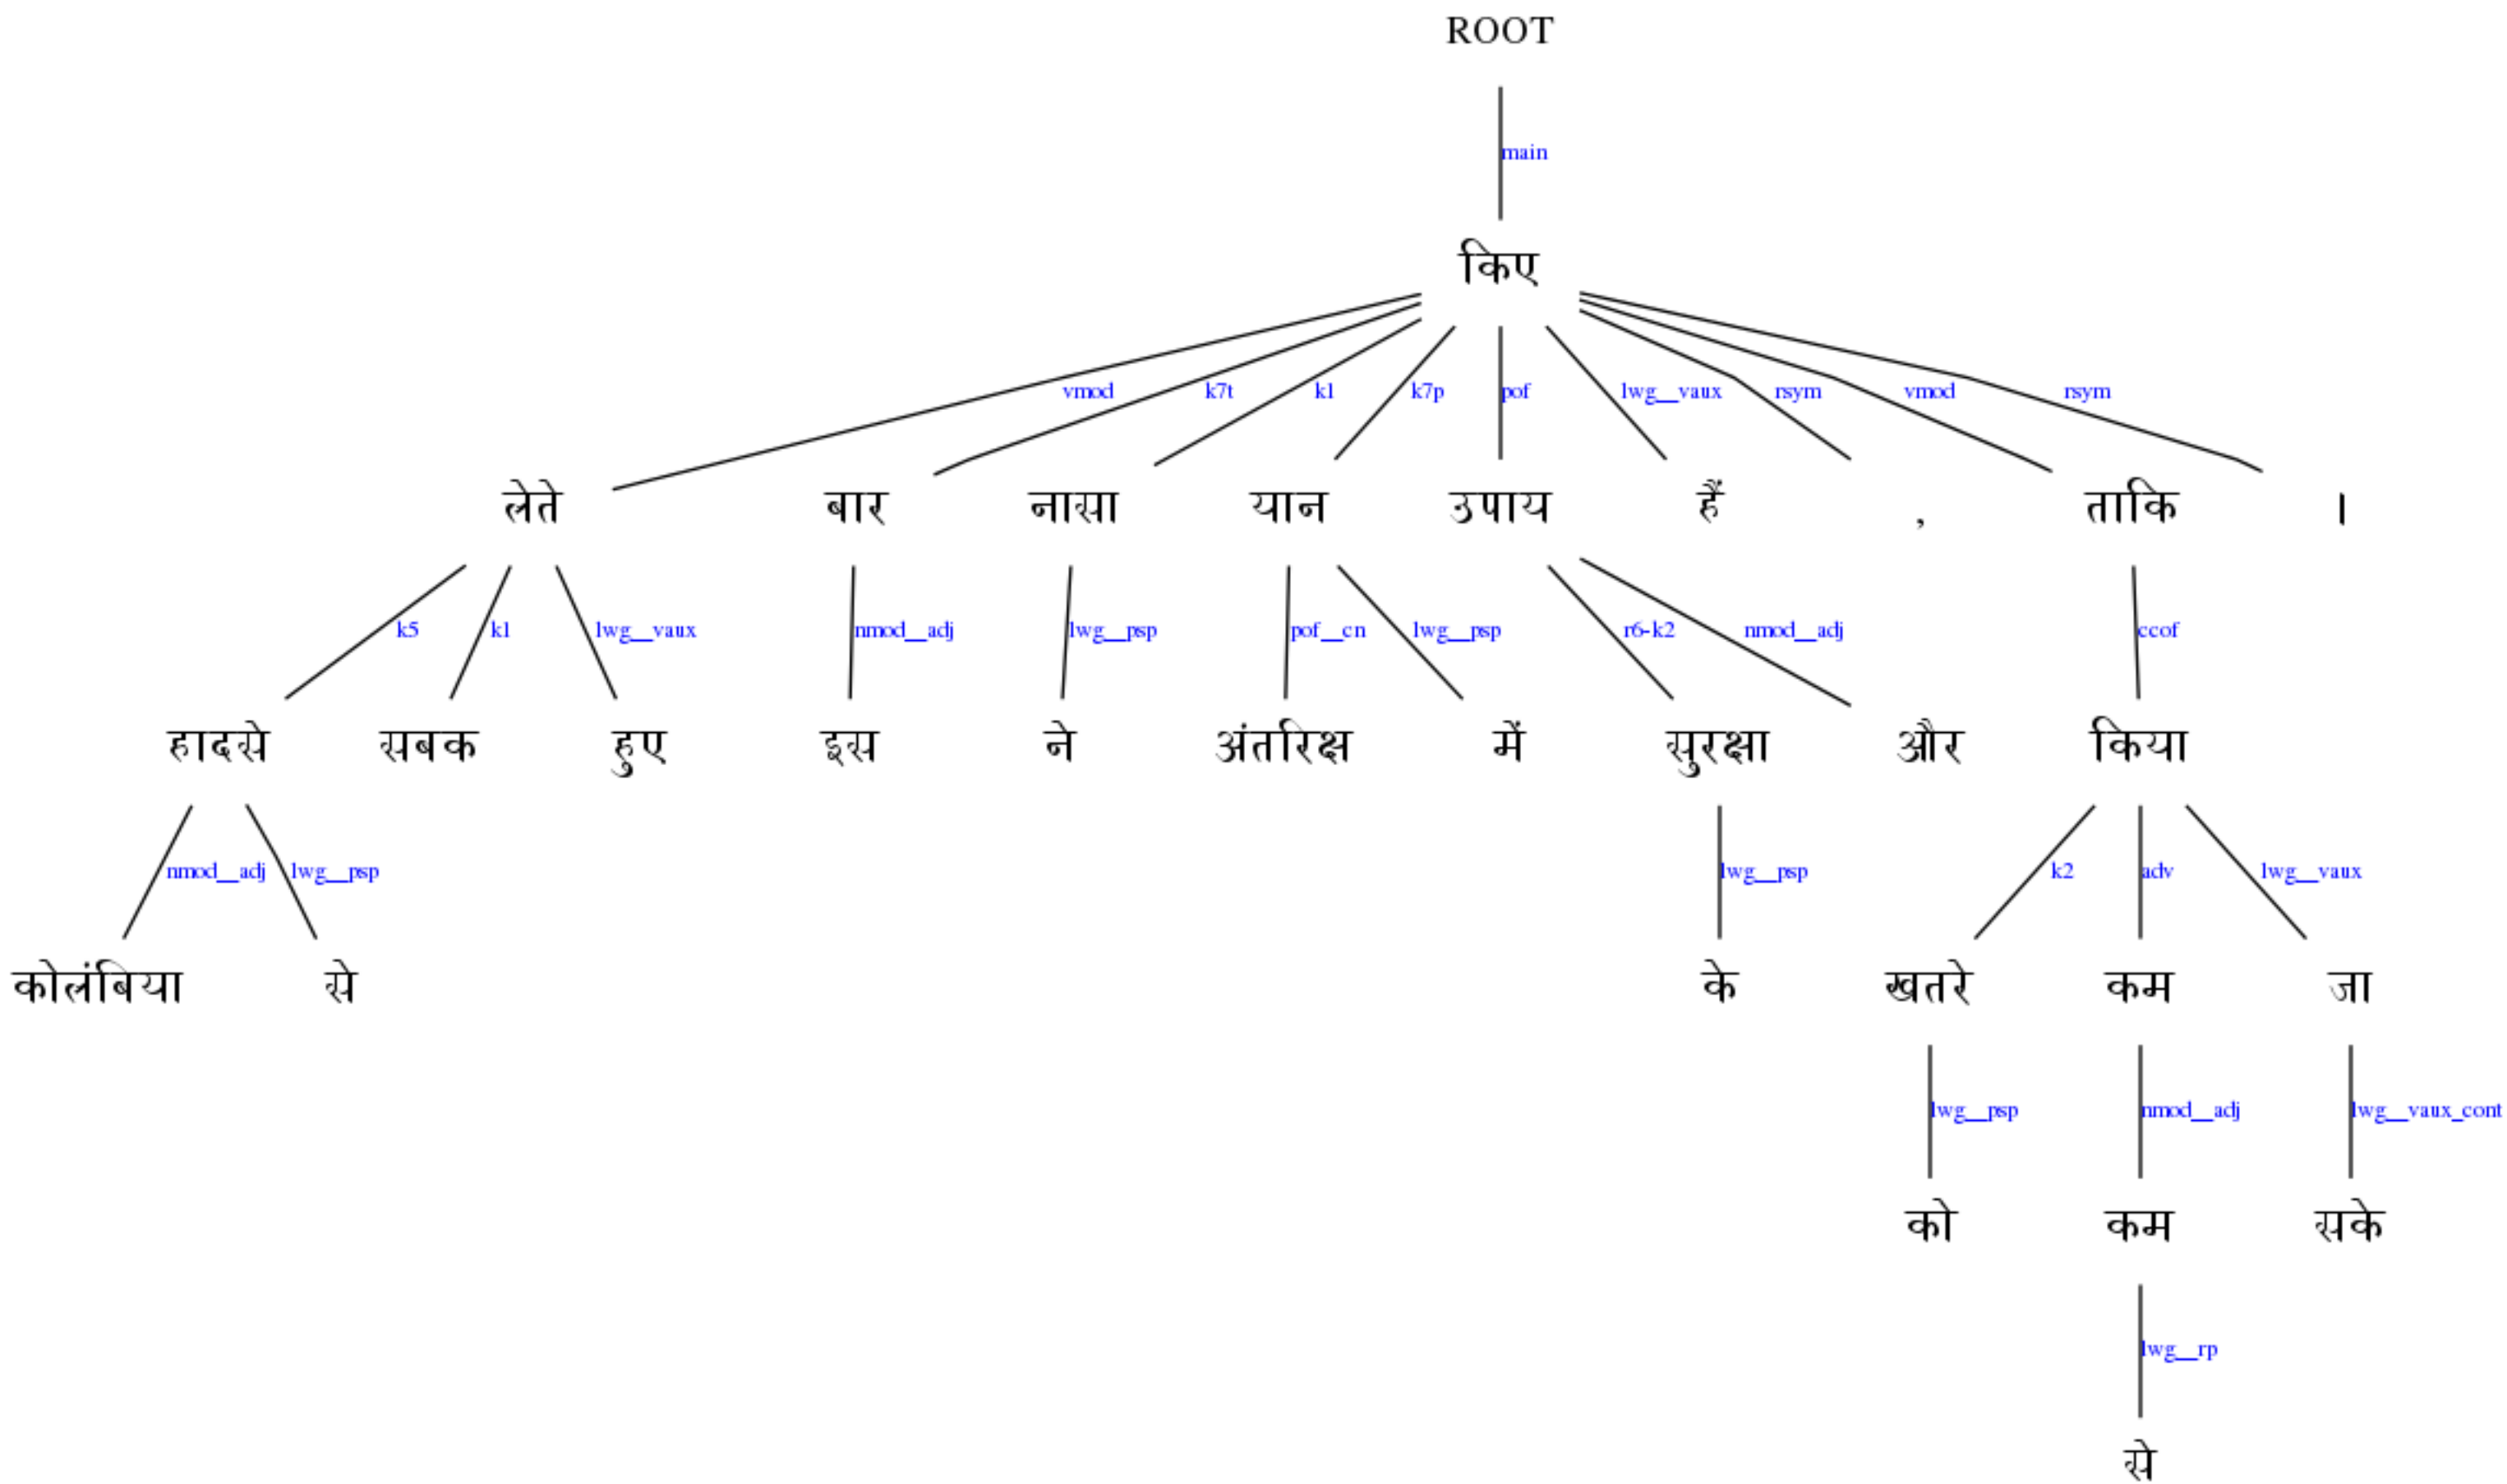 ROOT
main
किए
vmod k7t k1 k7p pof lwg__vaux rsym vmod rsym
लेते बार नासा यान उपाय हैं , ताकि ।
k5 k1 lwg__vaux nmod__adj lwg__psp pof__cn lwg__psp r6-k2 nmod__adj ccof
हादसे सबक हुए इस ने अंतरिक्ष में सुरक्षा और किया
nmod__adj lwg__psp lwg__psp k2 adv lwg__vaux
कोलंबिया से के खतरे कम जा
lwg__psp nmod__adj lwg__vaux_cont
को कम सके
lwg__rp
से